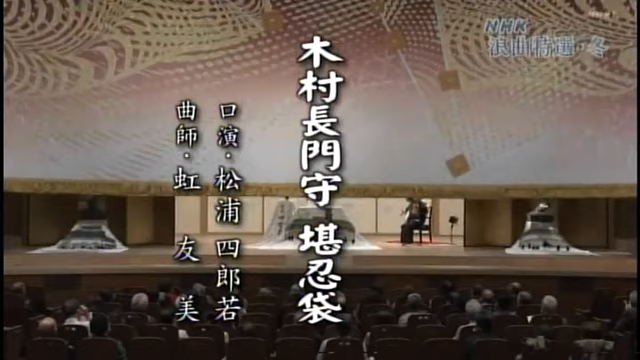 NHK
浪曲特選・冬
木村長門守 堪忍袋
口演・松浦四郎若
曲師・虹友美